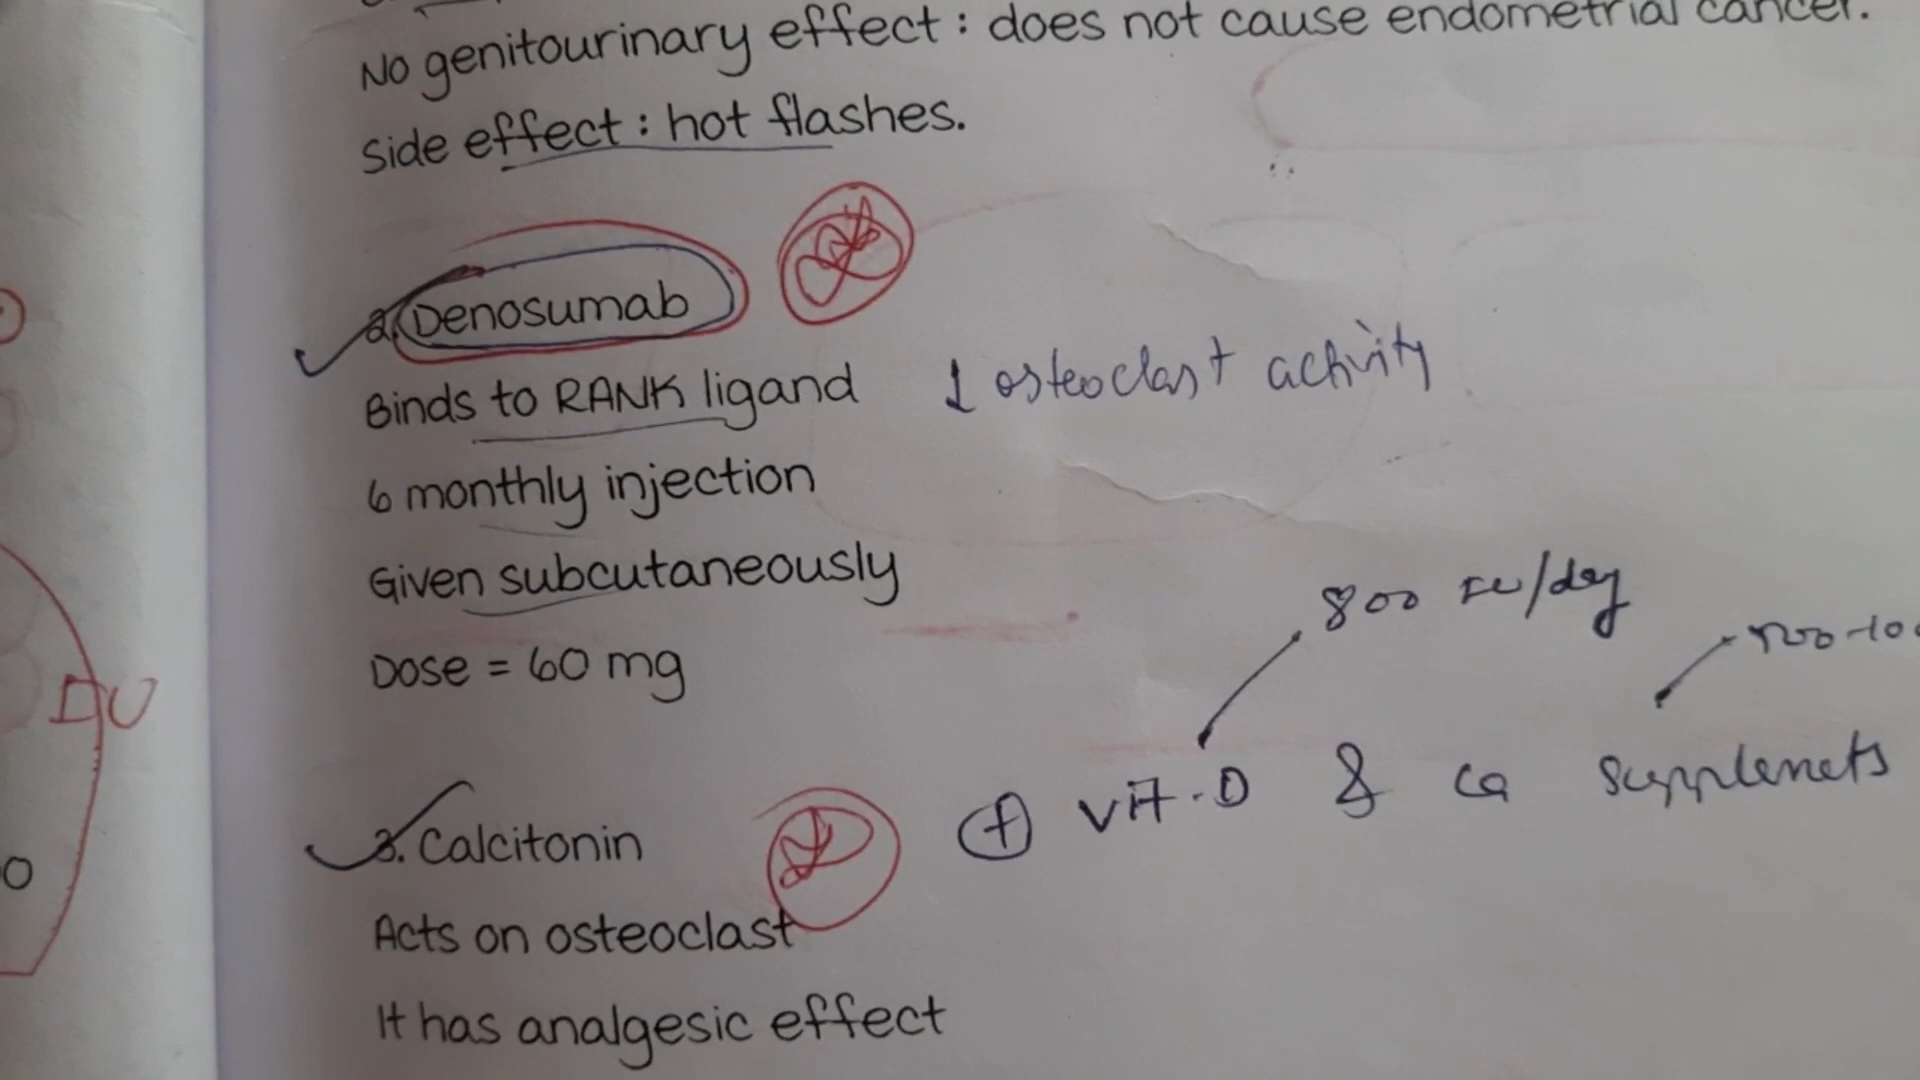 No genitourinary effect : does not cause endometrial cancer.
Side effect : hot flashes.
2. Denosumab
Binds to RANK ligand ↓ osteoclast activity
6 monthly injection
Given subcutaneously
800 IU/day
Dose = 60 mg
DU
⊕ vit.D & ca supplenets
3. Calcitonin
Acts on osteoclast
It has analgesic effect